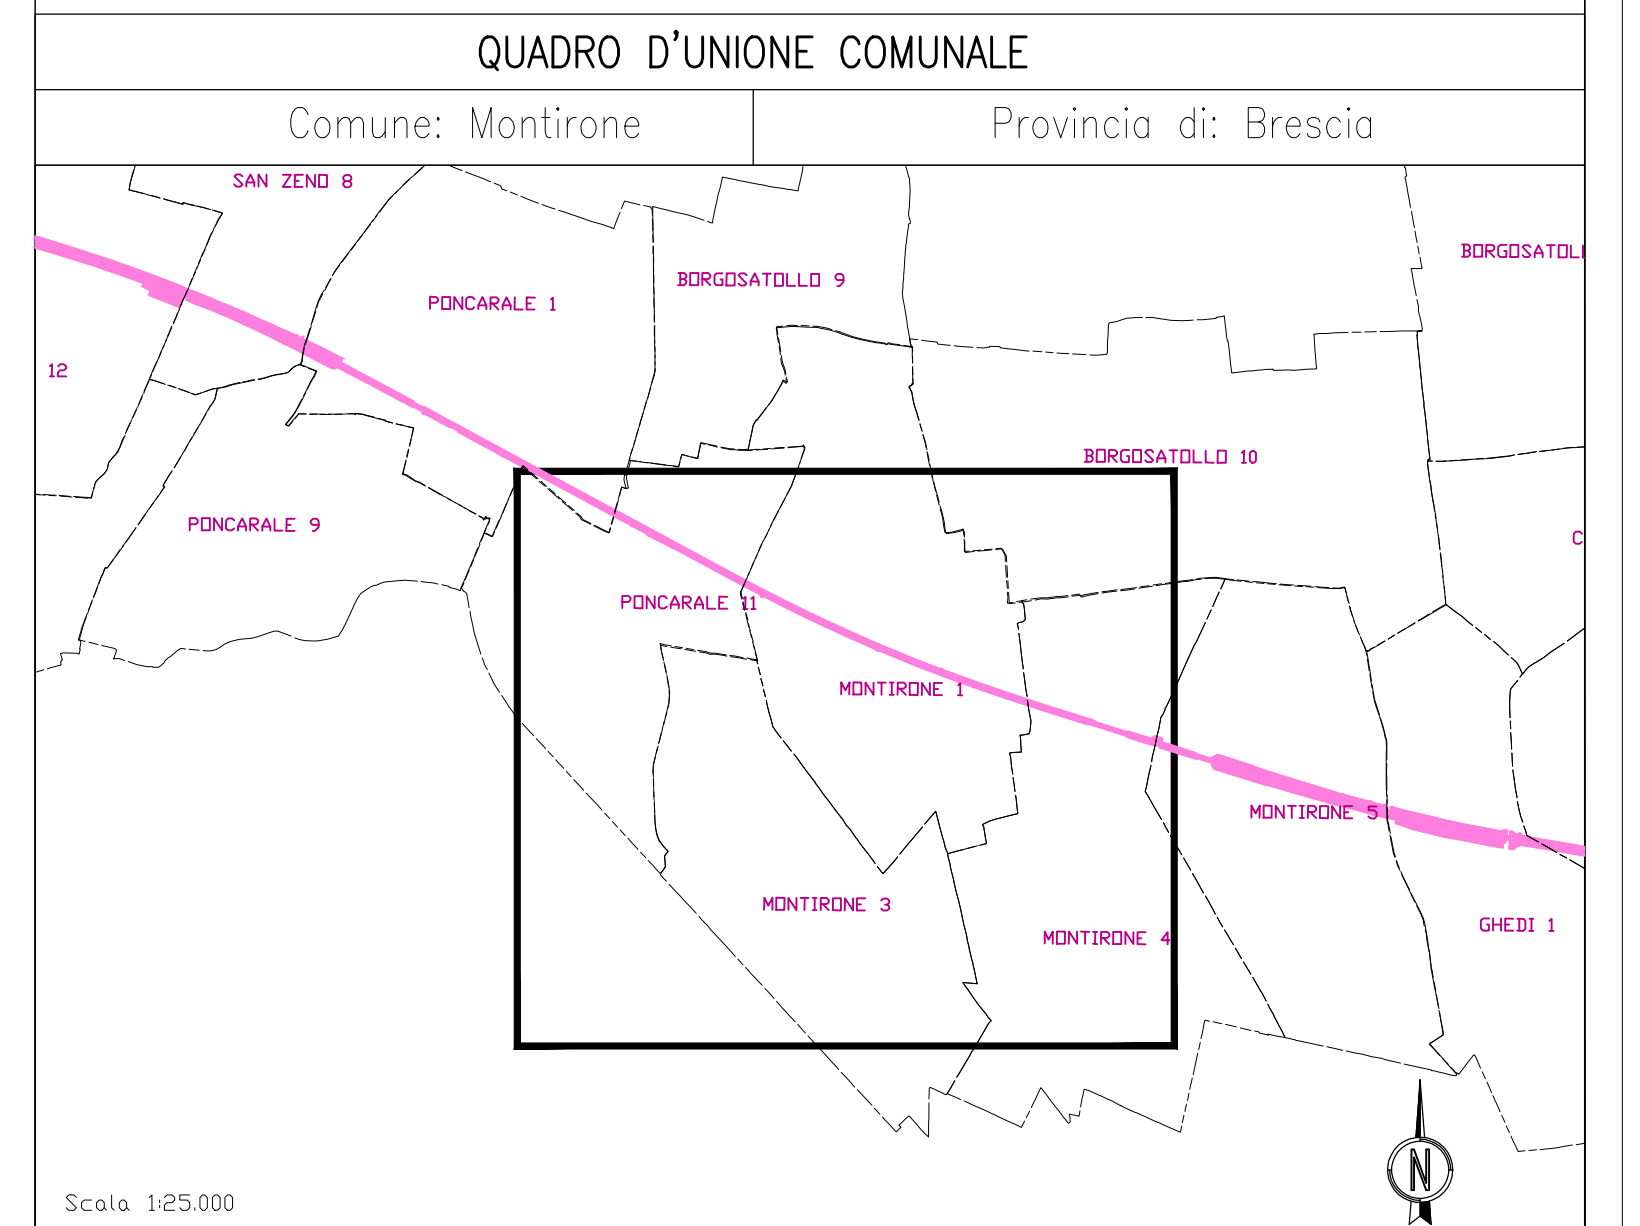 QUADRO D'UNIONE COMUNALE
Comune: Montirone
Provincia di: Brescia
SAN ZENO 8
BORGOSATOLL
BORGOSATOLLO 9
PONCARALE 1
12
BORGOSATOLLO 10
PONCARALE 9
C
PONCARALE 11
MONTIRONE 1
MONTIRONE 5
MONTIRONE 3
GHEDI 1
MONTIRONE 4
N
Scala 1:25.000